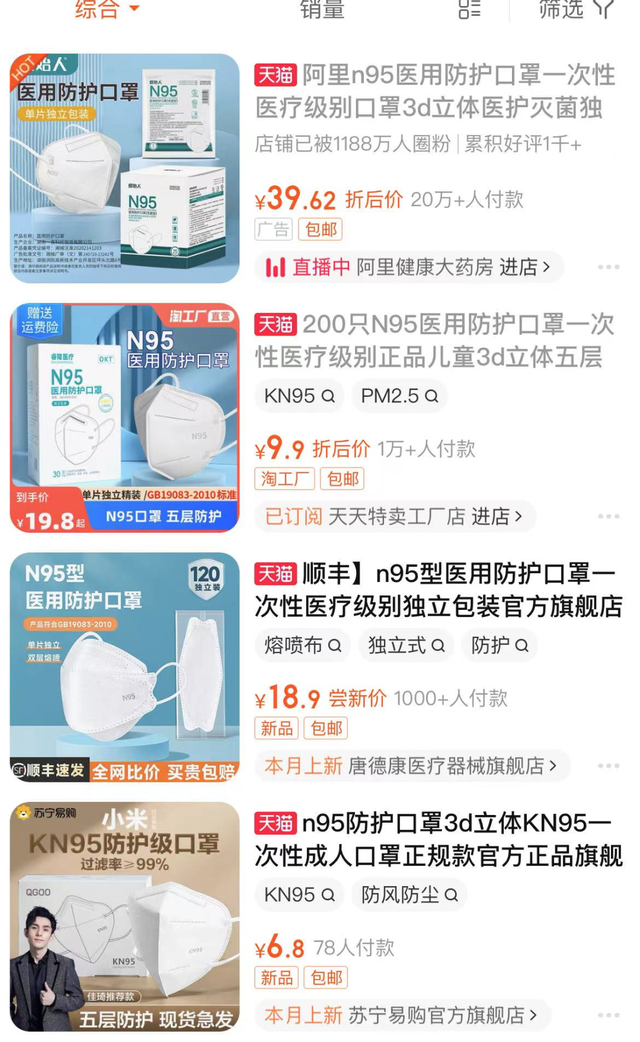 综合
销量
筛选
HOT
医用防护口罩
单片独立包装
N95
N95
天猫 阿里n95医用防护口罩一次性
医疗级别口罩3d立体医护灭菌独
店铺已被1188万人圈粉 | 累积好评1千+
¥39.62 折后价 20万+人付款
广告 包邮
直播中 阿里健康大药房 进店
赠送
运费险
淘工厂 直营
N95
医用防护口罩
OKT
N95
医用防护口罩
N95
到手价
¥19.8起
单片独立精装 /GB19083-2010标准
N95口罩 五层防护
天猫 200只N95医用防护口罩一次
性医疗级别正品儿童3d立体五层
KN95 PM2.5
¥9.9 折后价 1万+人付款
淘工厂 包邮
已订阅 天天特卖工厂店 进店
N95型
医用防护口罩
产品符合GB19083-2010
单片独立
双层熔喷
120
独立装
N95
顺丰速发 全网比价 买贵包赔
天猫 顺丰】n95型医用防护口罩一
次性医疗级别独立包装官方旗舰店
熔喷布 独立式 防护
¥18.9 尝新价 1000+人付款
新品 包邮
本月上新 唐德康医疗器械旗舰店
苏宁易购
小米
KN95防护级口罩
过滤率≥99%
QGOO
KN95
佳琦推荐款
五层防护 现货急发
天猫 n95防护口罩3d立体KN95一
次性成人口罩正规款官方正品旗舰
KN95 防风防尘
¥6.8 78人付款
新品 包邮
本月上新 苏宁易购官方旗舰店